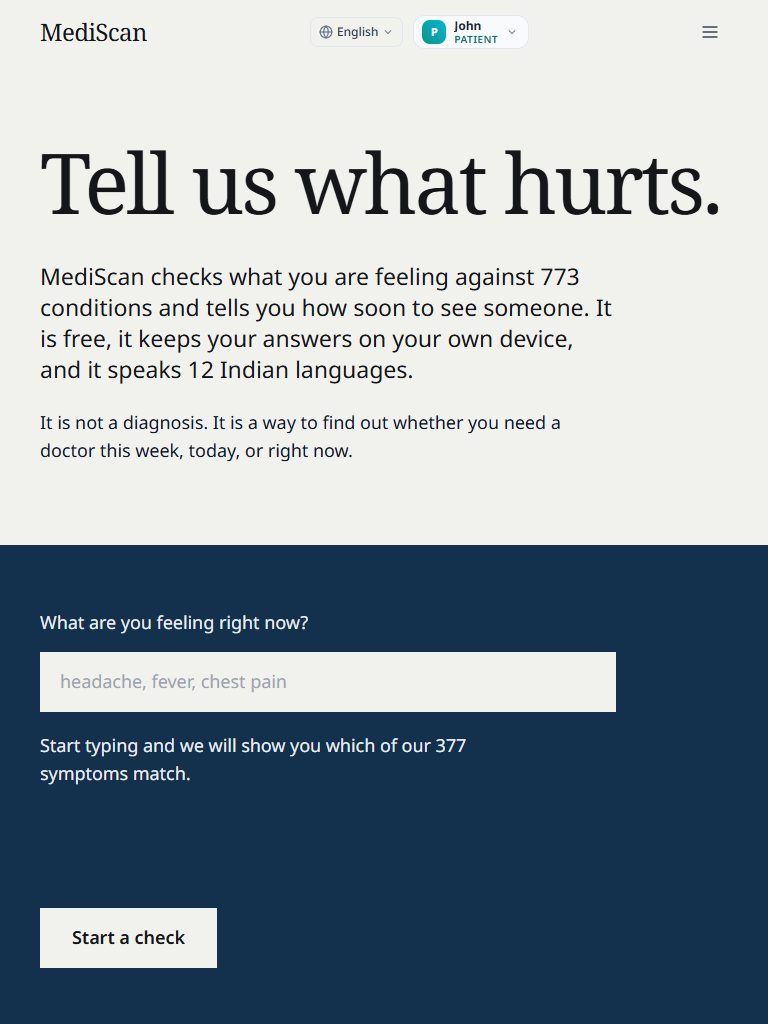 MediScan
English
P
John
PATIENT
Tell us what hurts.
MediScan checks what you are feeling against 773
conditions and tells you how soon to see someone. It
is free, it keeps your answers on your own device,
and it speaks 12 Indian languages.
It is not a diagnosis. It is a way to find out whether you need a
doctor this week, today, or right now.
What are you feeling right now?
headache, fever, chest pain
Start typing and we will show you which of our 377
symptoms match.
Start a check